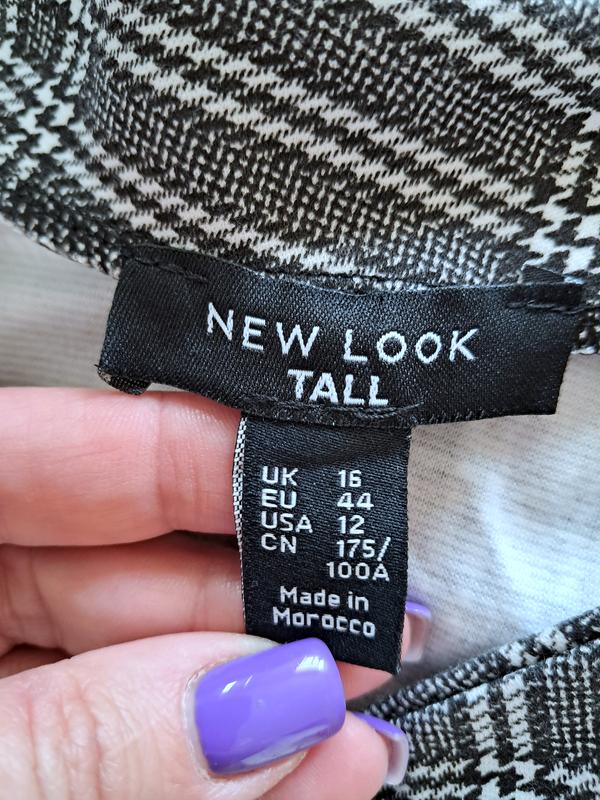 NEW LOOK
TALL
UK 16
EU 44
USA 12
CN 175/
100A
Made in
Morocco